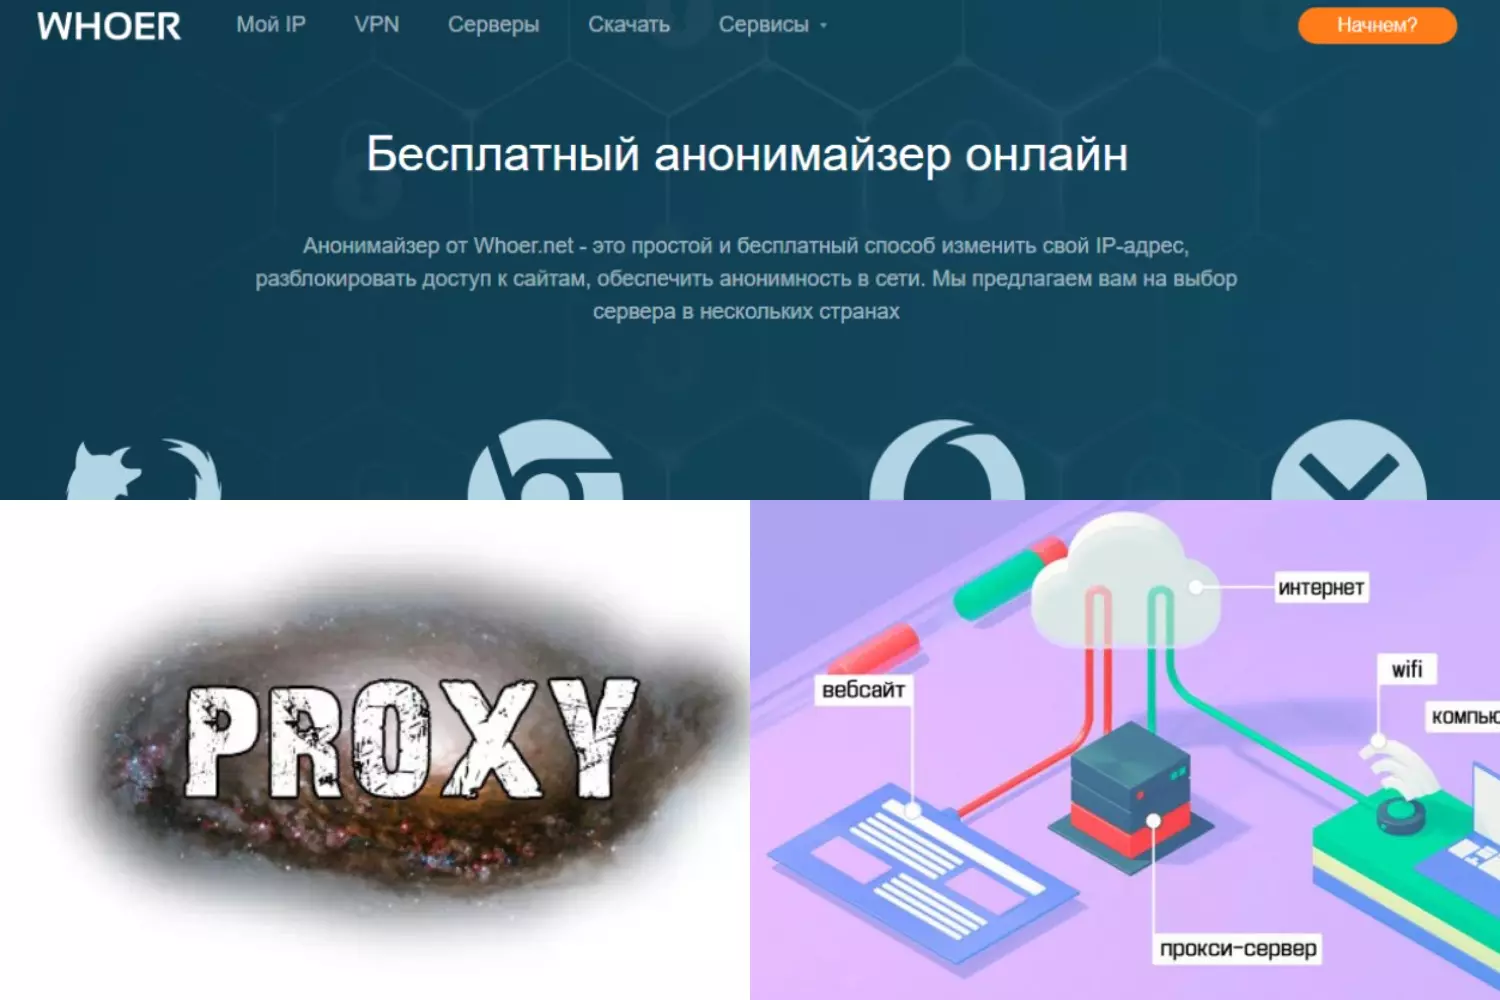 WHOER Мой IP VPN Серверы Скачать Сервисы Начнем?
Бесплатный анонимайзер онлайн
Анонимайзер от Whoer.net - это простой и бесплатный способ изменить свой IP-адрес,
разблокировать доступ к сайтам, обеспечить анонимность в сети. Мы предлагаем вам на выбор
сервера в нескольких странах
PROXY
интернет
wifi
вебсайт
компью
прокси-сервер